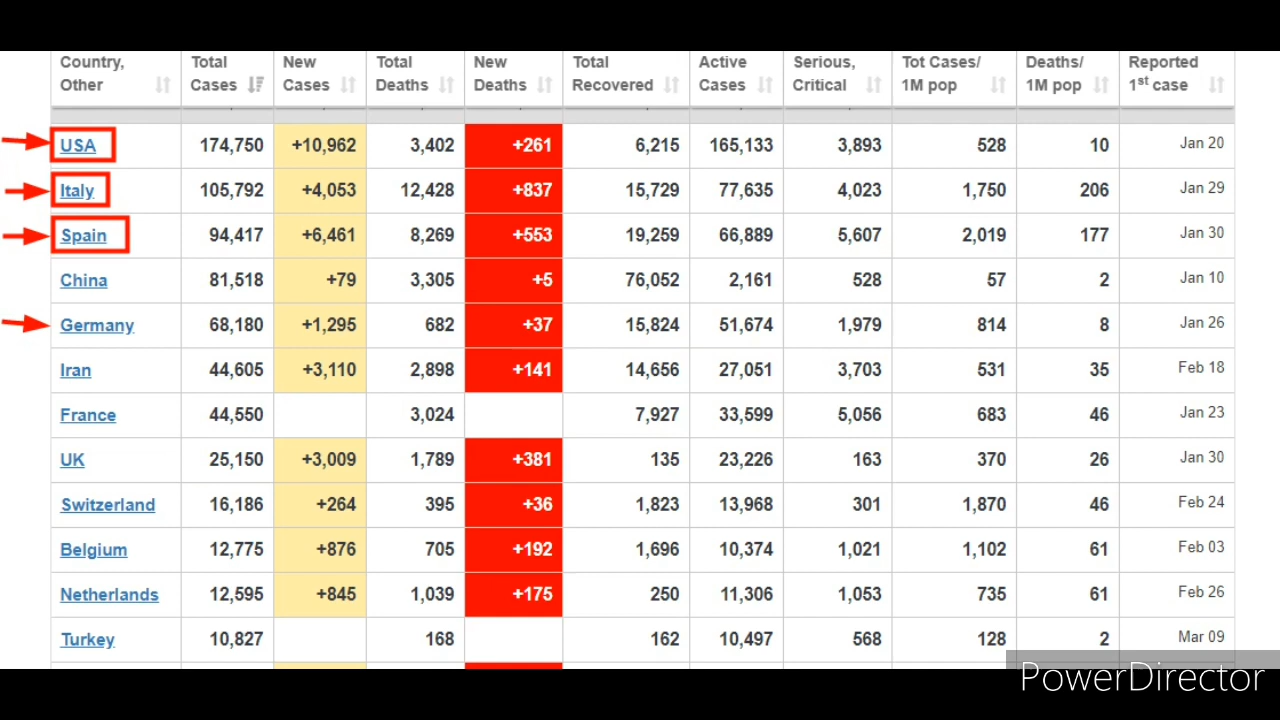 Country, Total New Total New Total Active Serious, Tot Cases/ Deaths/ Reported
Other Cases Cases Deaths Deaths Recovered Cases Critical 1M pop 1M pop 1st case
USA 174,750 +10,962 3,402 +261 6,215 165,133 3,893 528 10 Jan 20
Italy 105,792 +4,053 12,428 +837 15,729 77,635 4,023 1,750 206 Jan 29
Spain 94,417 +6,461 8,269 +553 19,259 66,889 5,607 2,019 177 Jan 30
China 81,518 +79 3,305 +5 76,052 2,161 528 57 2 Jan 10
Germany 68,180 +1,295 682 +37 15,824 51,674 1,979 814 8 Jan 26
Iran 44,605 +3,110 2,898 +141 14,656 27,051 3,703 531 35 Feb 18
France 44,550 3,024 7,927 33,599 5,056 683 46 Jan 23
UK 25,150 +3,009 1,789 +381 135 23,226 163 370 26 Jan 30
Switzerland 16,186 +264 395 +36 1,823 13,968 301 1,870 46 Feb 24
Belgium 12,775 +876 705 +192 1,696 10,374 1,021 1,102 61 Feb 03
Netherlands 12,595 +845 1,039 +175 250 11,306 1,053 735 61 Feb 26
Turkey 10,827 168 162 10,497 568 128 2 Mar 09
PowerDirector